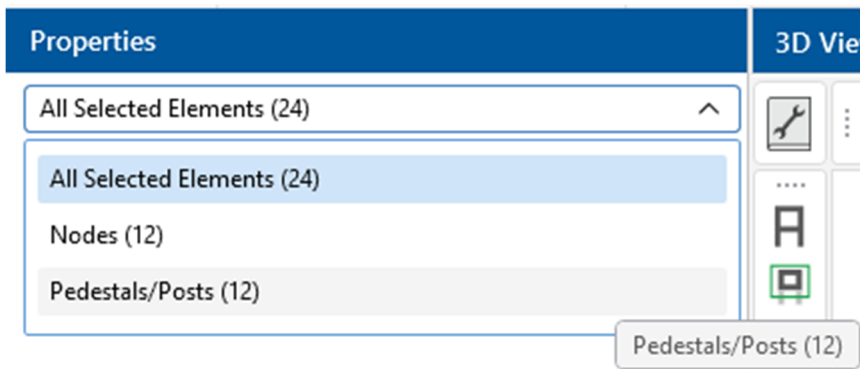 Properties
3D Vie
All Selected Elements (24)
All Selected Elements (24)
Nodes (12)
Pedestals/Posts (12)
Pedestals/Posts (12)